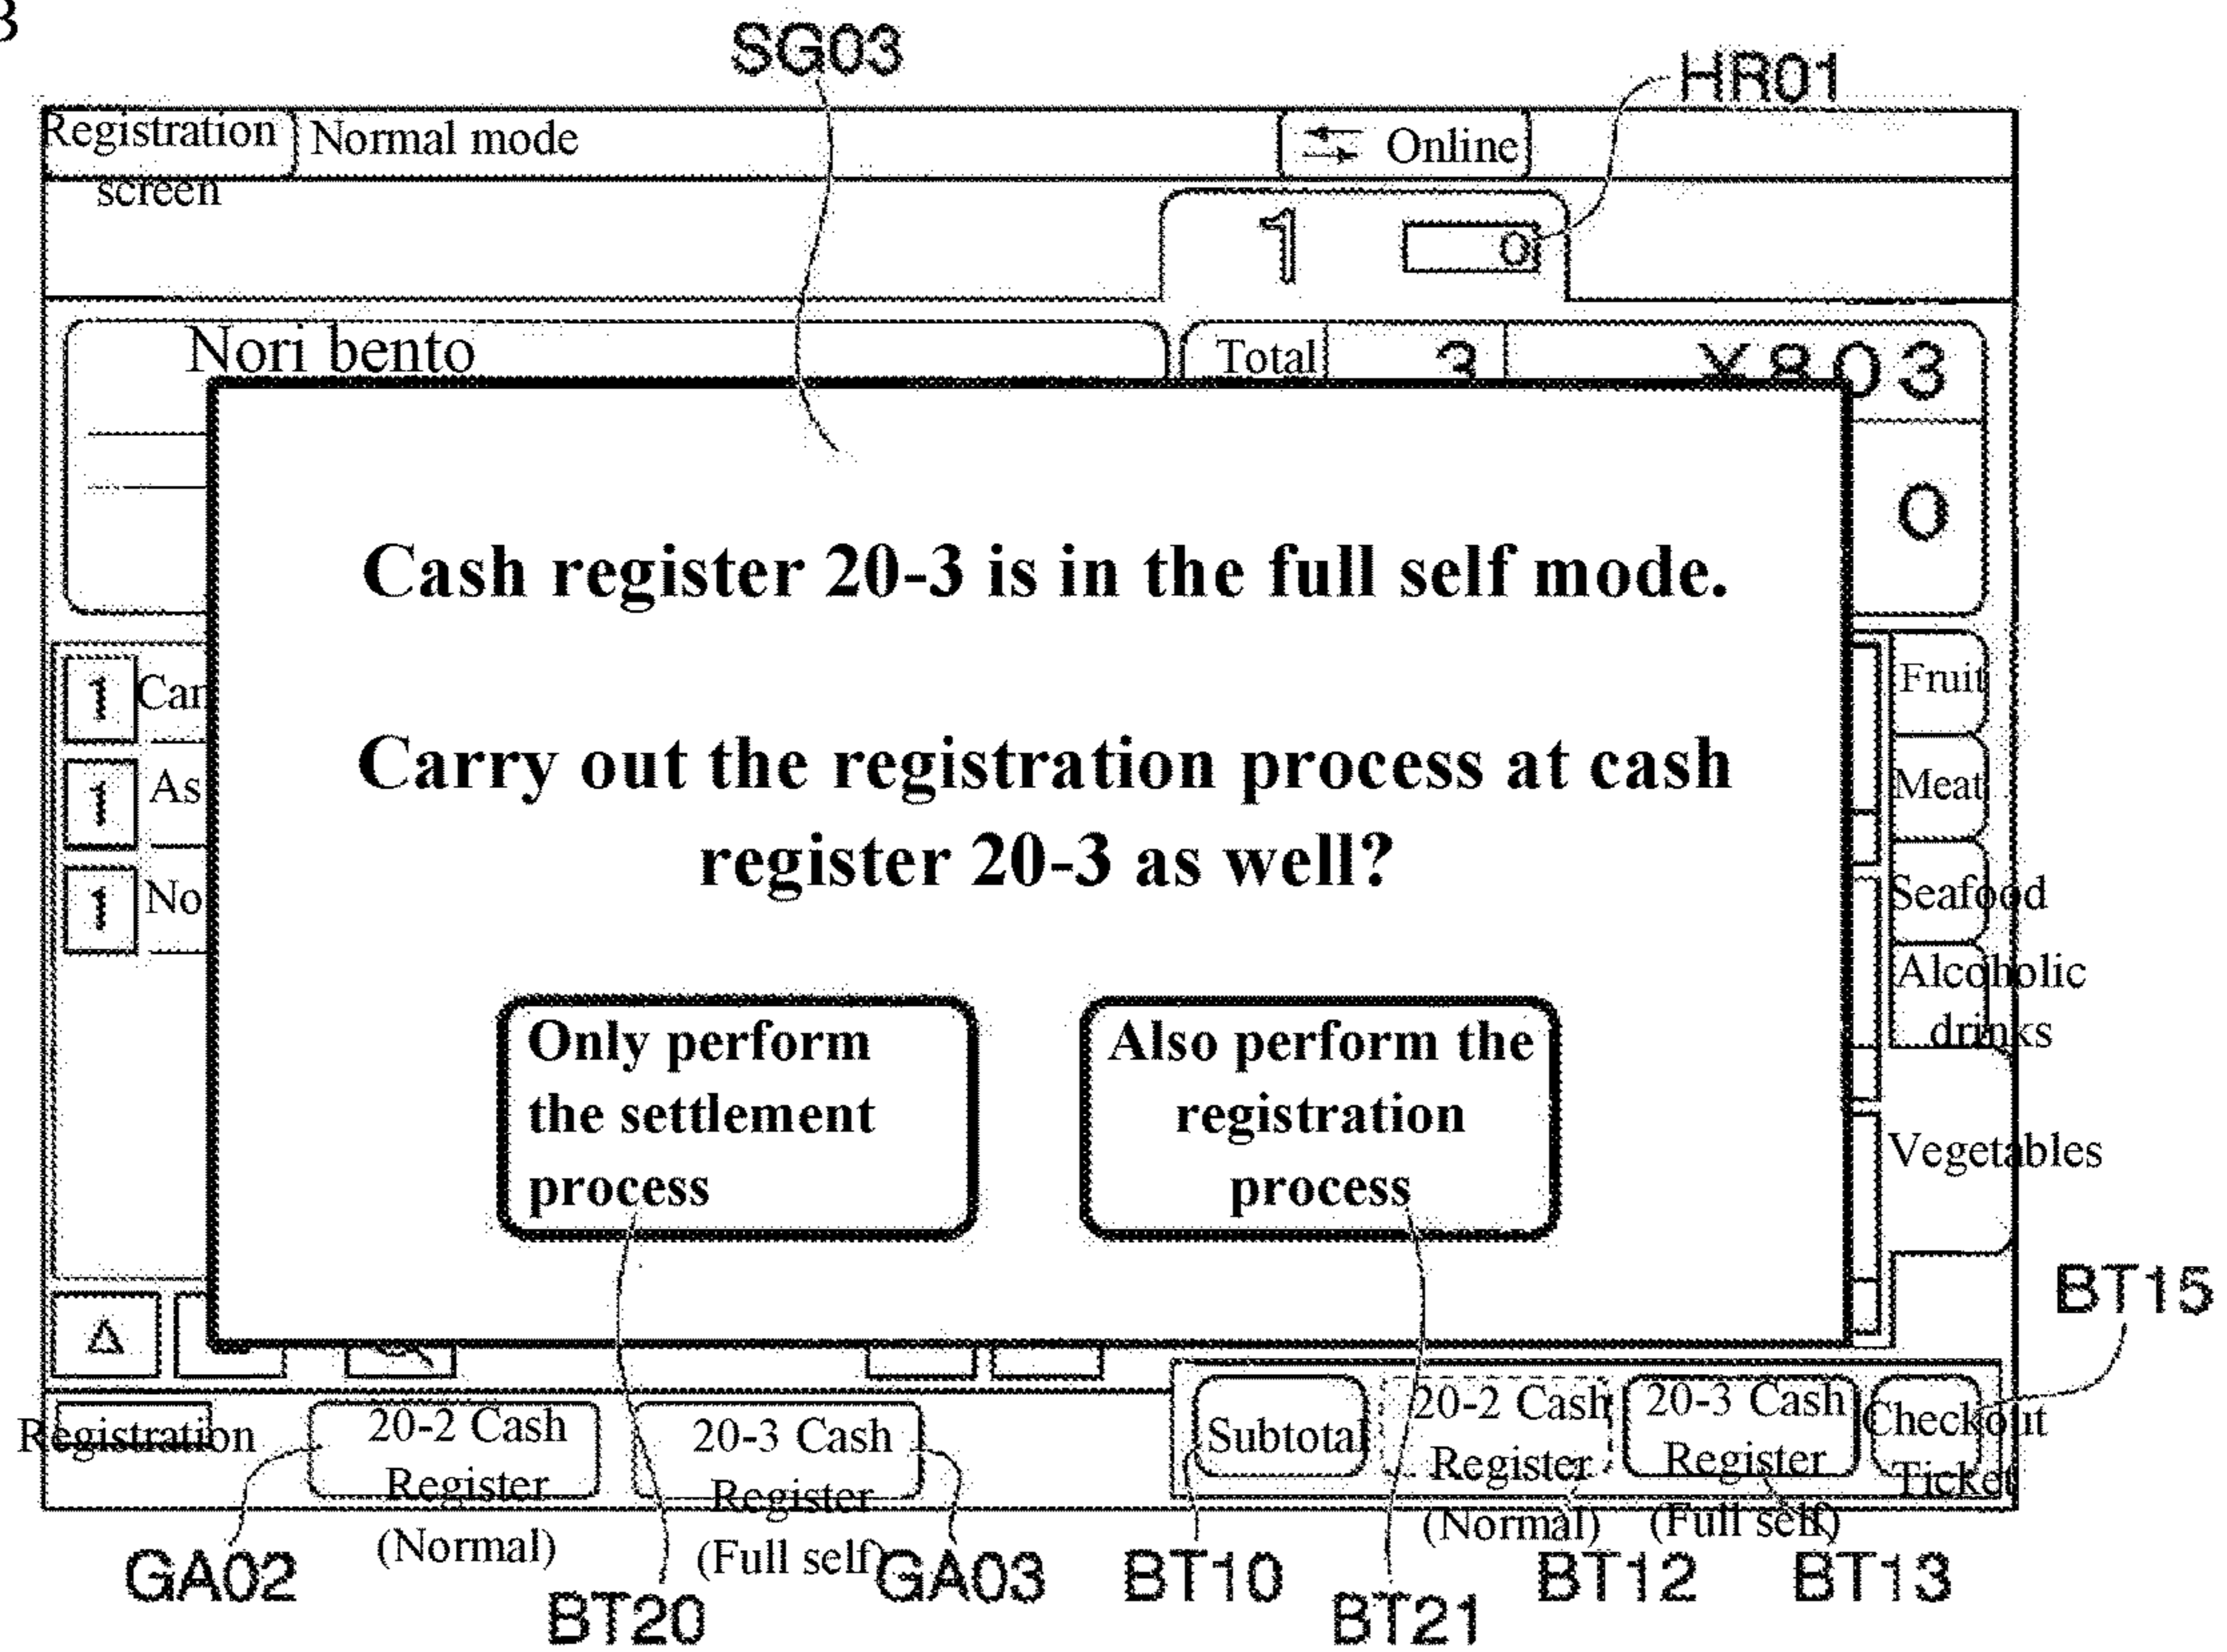 SG03
HR01
Registration screen
Normal mode
Online
1
0
Nori bento
Total
3
¥803
0
Cash register 20-3 is in the full self mode.
Carry out the registration process at cash
register 20-3 as well?
1
Car
1
As
1
No
Fruit
Meat
Seafood
Alcoholic
drinks
Vegetables
Only perform
the settlement
process
Also perform the
registration
process
BT15
△
Registration
20-2 Cash
Register
(Normal)
20-3 Cash
Register
(Full self)
Subtotal
20-2 Cash
Register
(Normal)
20-3 Cash
Register
(Full self)
Checkout
Ticket
GA02
BT20
GA03
BT10
BT21
BT12
BT13